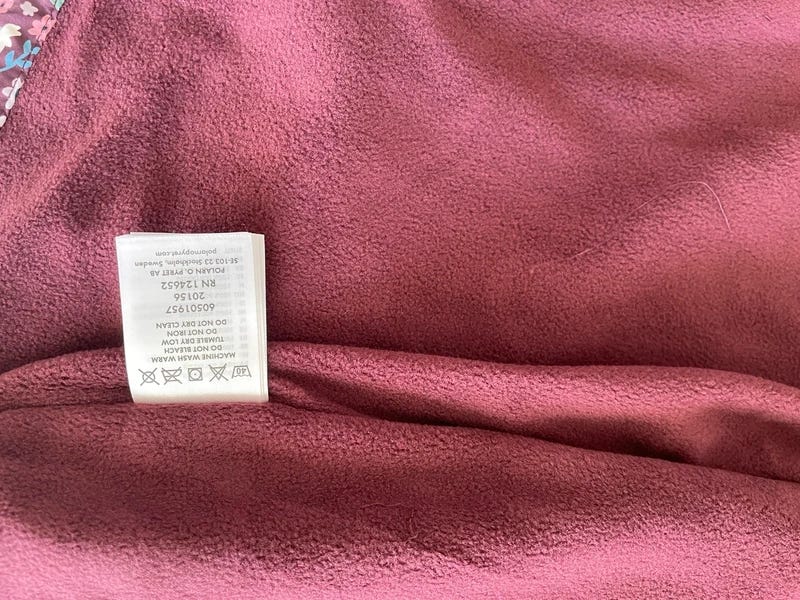 40
MACHINE WASH WARM
DO NOT BLEACH
TUMBLE DRY LOW
DO NOT IRON
DO NOT DRY CLEAN
60501957
20156
RN 124652
POLARN O. PYRET AB
SE-103 23 Stockholm, Sweden
polarnopyret.com